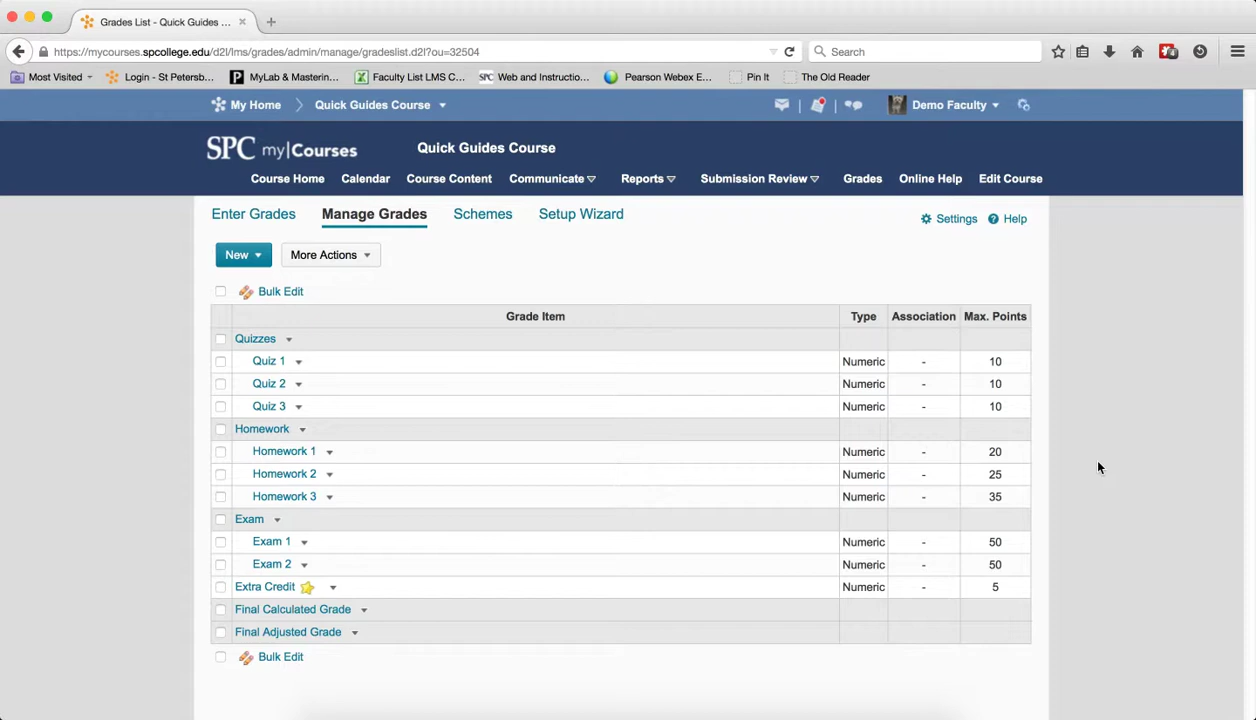 Grades List - Quick Guides ...
https://mycourses.spcollege.edu/d2l/lms/grades/admin/manage/gradeslist.d2l?ou=32504
Search
Most Visited
Login - St Petersb...
MyLab & Masterin...
Faculty List LMS C...
SPC Web and Instructio...
Pearson Webex E...
Pin It
The Old Reader
My Home
Quick Guides Course
Demo Faculty
SPC my|Courses
Quick Guides Course
Course Home Calendar Course Content Communicate Reports Submission Review Grades Online Help Edit Course
Enter Grades Manage Grades Schemes Setup Wizard
Settings Help
New More Actions
Bulk Edit
Grade Item Type Association Max. Points
Quizzes
Quiz 1 Numeric - 10
Quiz 2 Numeric - 10
Quiz 3 Numeric - 10
Homework
Homework 1 Numeric - 20
Homework 2 Numeric - 25
Homework 3 Numeric - 35
Exam
Exam 1 Numeric - 50
Exam 2 Numeric - 50
Extra Credit Numeric - 5
Final Calculated Grade
Final Adjusted Grade
Bulk Edit